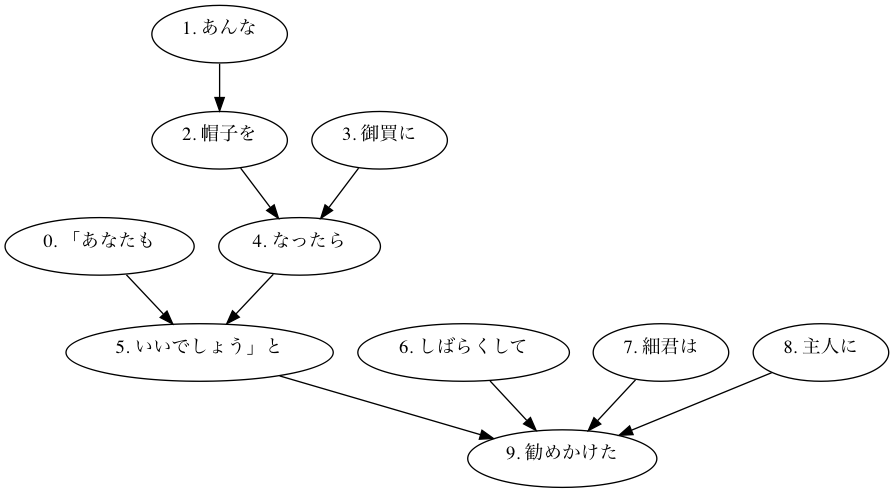 1. あんな
2. 帽子を
3. 御買に
0. 「あなたも
4. なったら
5. いいでしょう」と
6. しばらくして
7. 細君は
8. 主人に
9. 勧めかけた